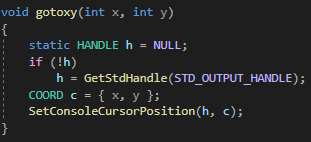 void gotoxy(int x, int y)
{
    static HANDLE h = NULL;
    if (!h)
        h = GetStdHandle(STD_OUTPUT_HANDLE);
    COORD c = { x, y };
    SetConsoleCursorPosition(h, c);
}